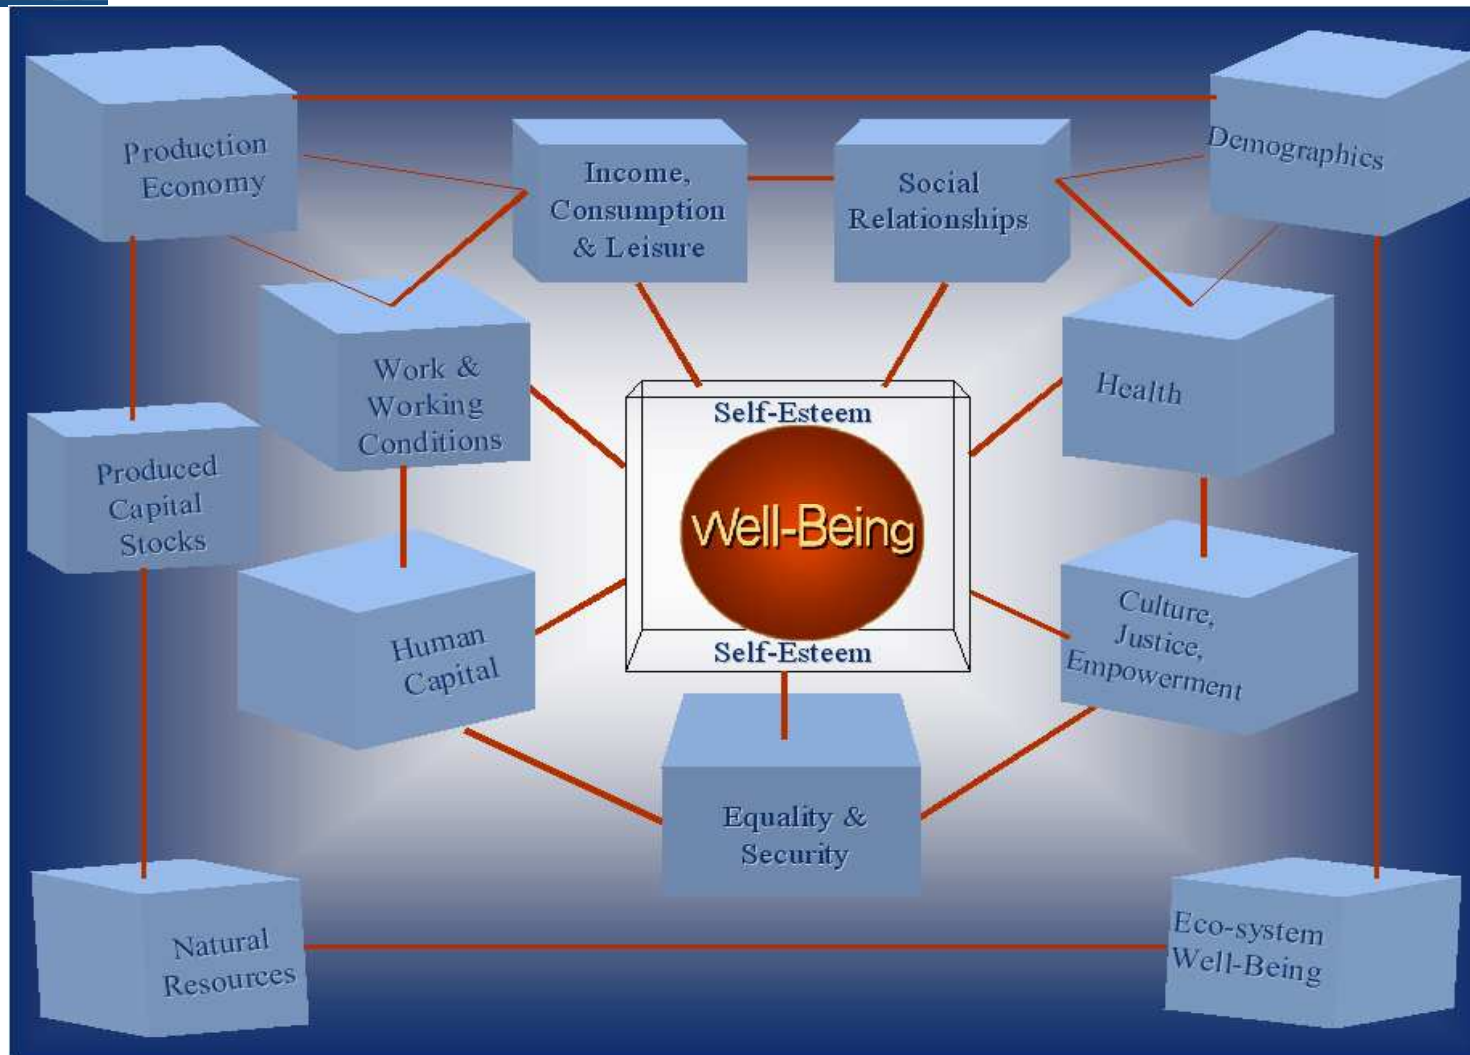 Production
Economy
Income,
Consumption
& Leisure
Social
Relationships
Demographics
Work &
Working
Conditions
Health
Produced
Capital
Stocks
Self-Esteem
Well-Being
Self-Esteem
Human
Capital
Culture,
Justice,
Empowerment
Equality &
Security
Natural
Resources
Eco-system
Well-Being